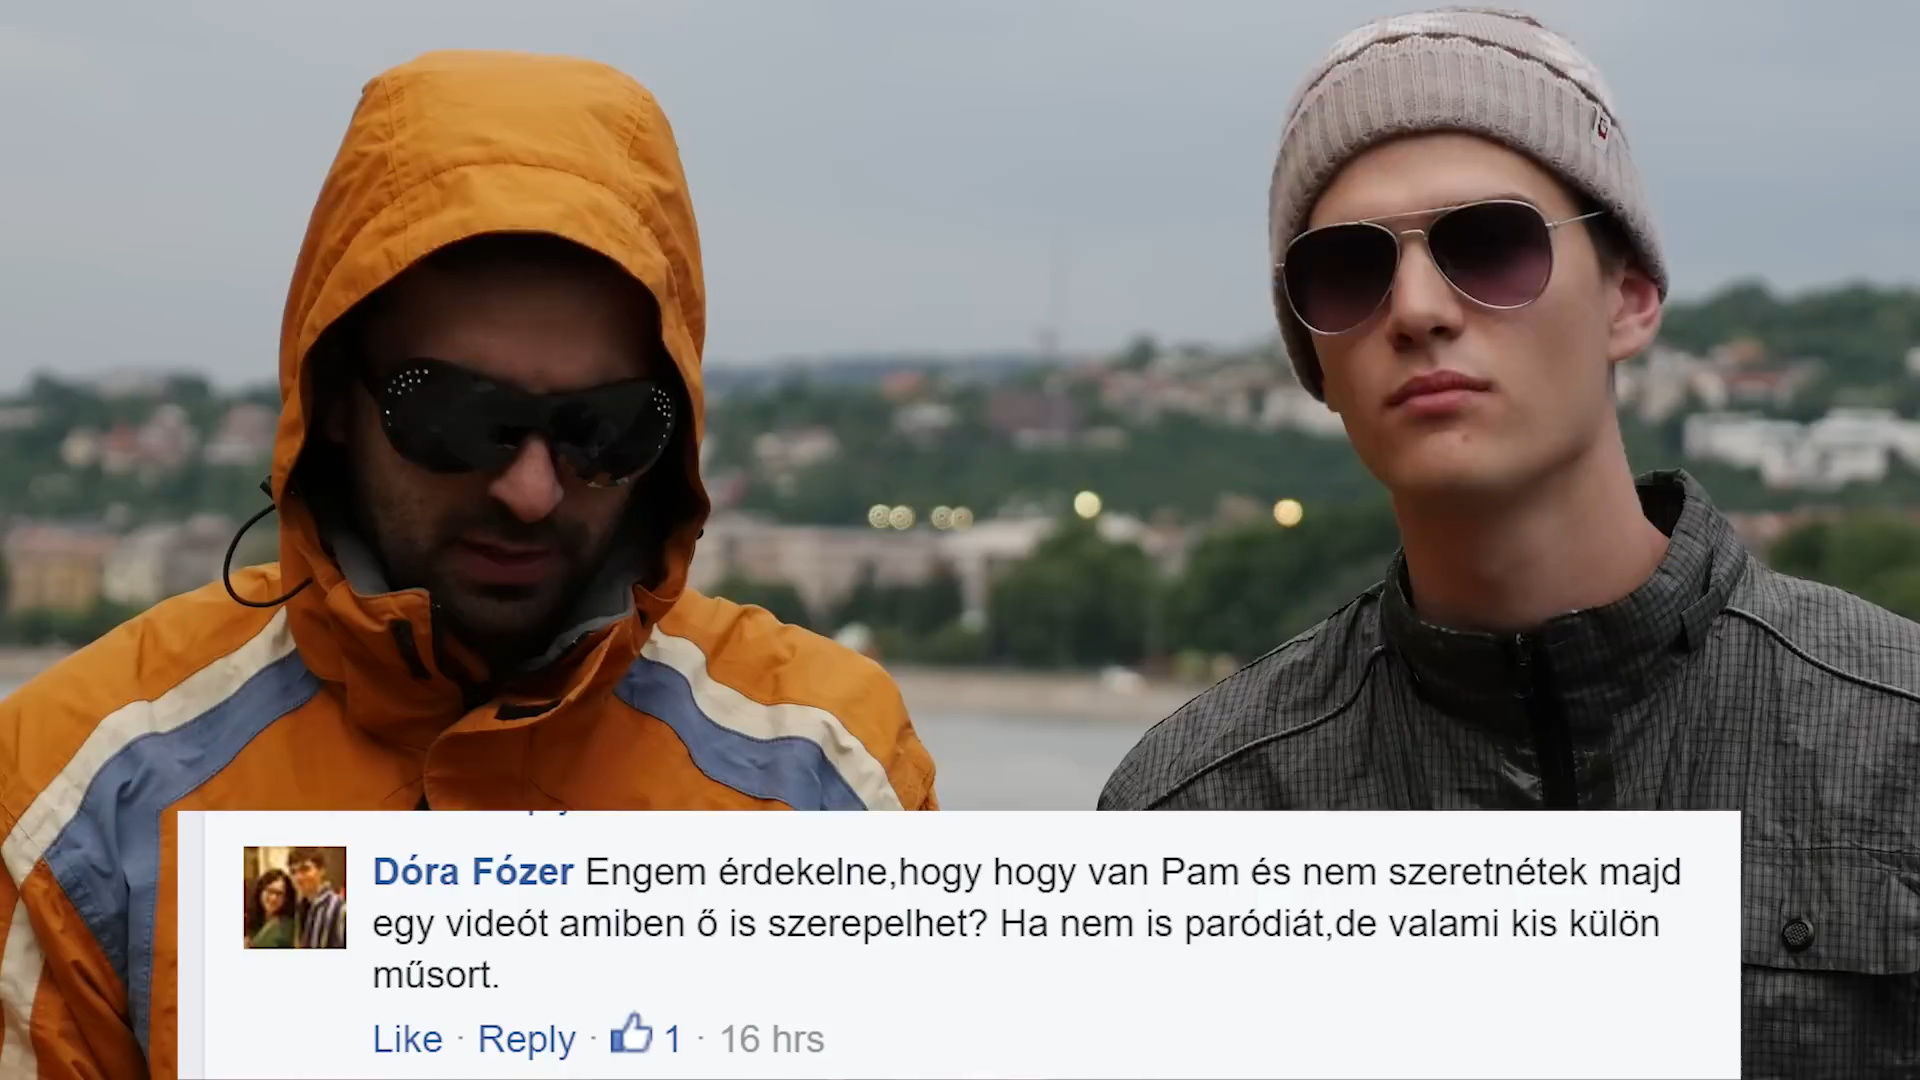 Dóra Fózer Engem érdekelne,hogy hogy van Pam és nem szeretnétek majd
egy videót amiben ő is szerepelhet? Ha nem is paródiát,de valami kis külön
műsort.
Like · Reply · 1 · 16 hrs